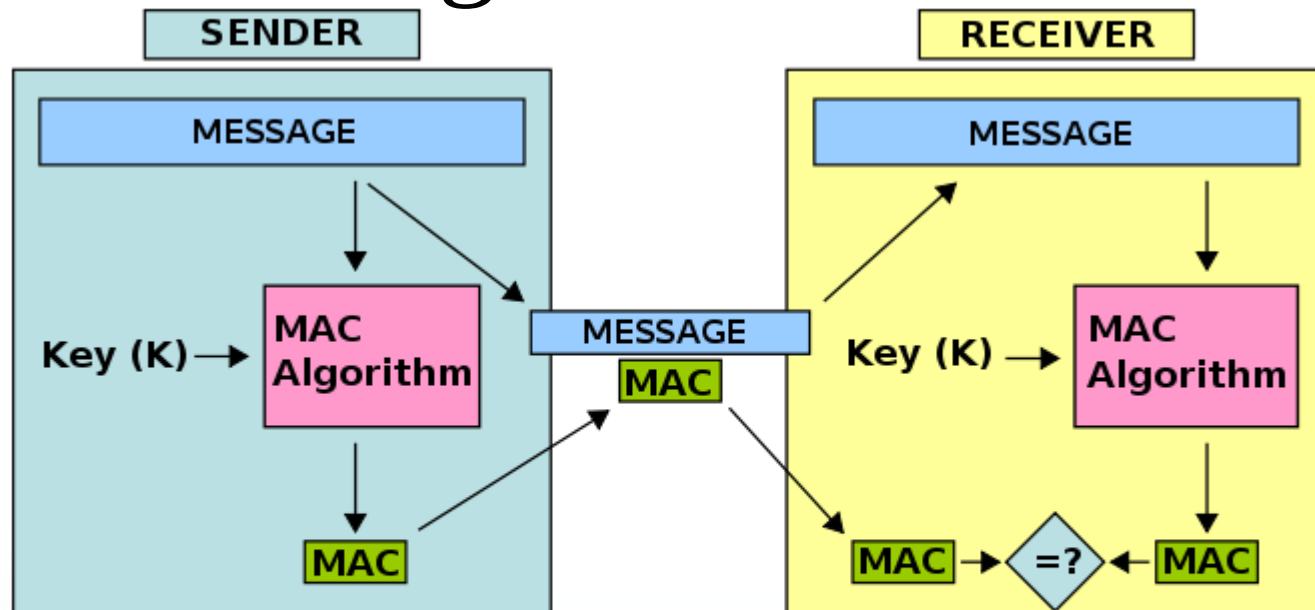 SENDER
RECEIVER
MESSAGE
MESSAGE
MAC
Algorithm
Key (K)
MESSAGE
MAC
Key (K)
MAC
Algorithm
MAC
MAC
=?
MAC